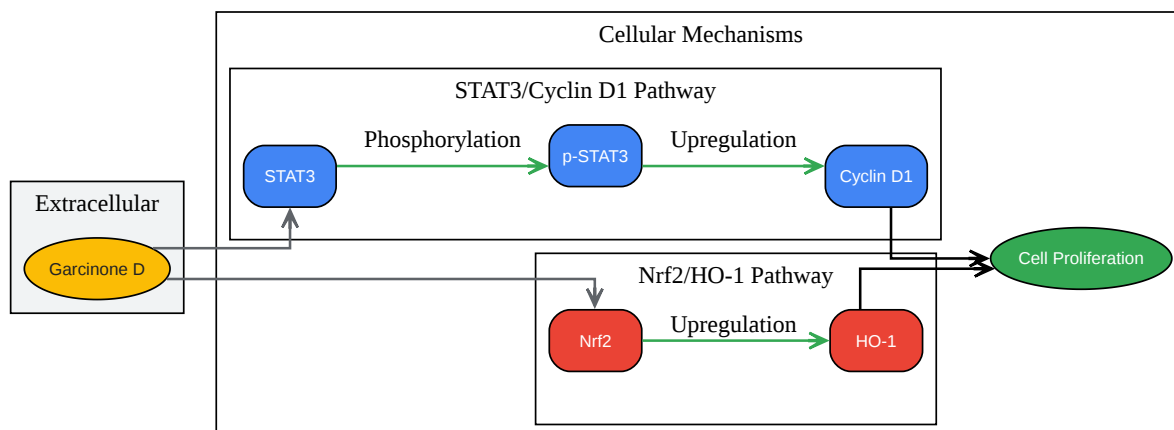 Cellular Mechanisms
STAT3/Cyclin D1 Pathway
Phosphorylation
Upregulation
STAT3
p-STAT3
Cyclin D1
Extracellular
Garcinone D
Cell Proliferation
Nrf2/HO-1 Pathway
Upregulation
Nrf2
HO-1